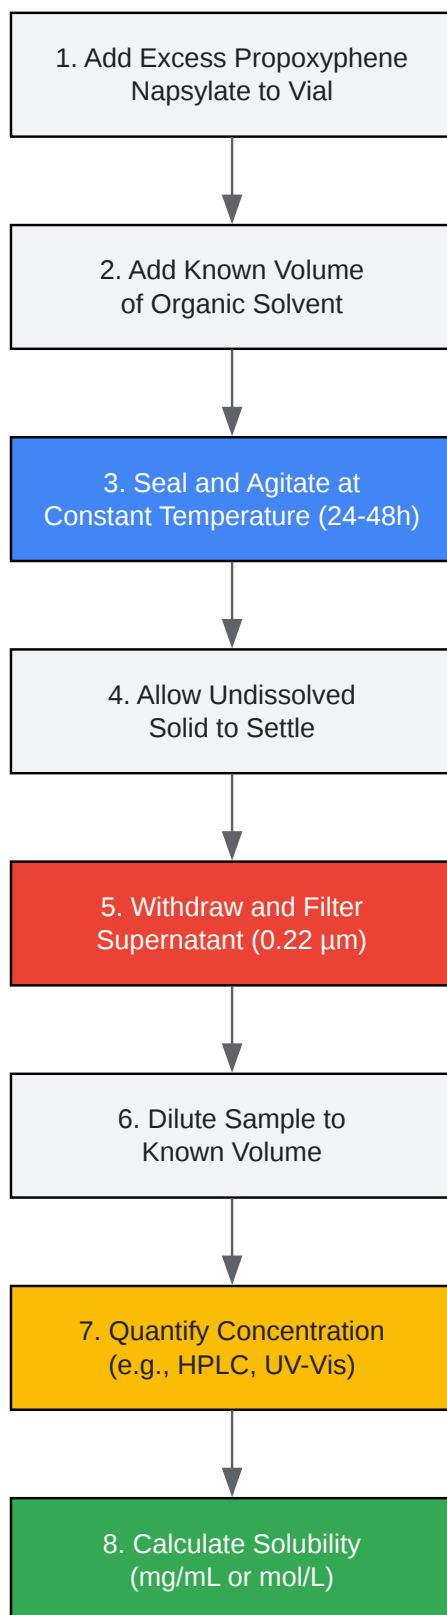 1. Add Excess Propoxyphene
Napsylate to Vial
2. Add Known Volume
of Organic Solvent
3. Seal and Agitate at
Constant Temperature (24-48h)
4. Allow Undissolved
Solid to Settle
5. Withdraw and Filter
Supernatant (0.22 µm)
6. Dilute Sample to
Known Volume
7. Quantify Concentration
(e.g., HPLC, UV-Vis)
8. Calculate Solubility
(mg/mL or mol/L)